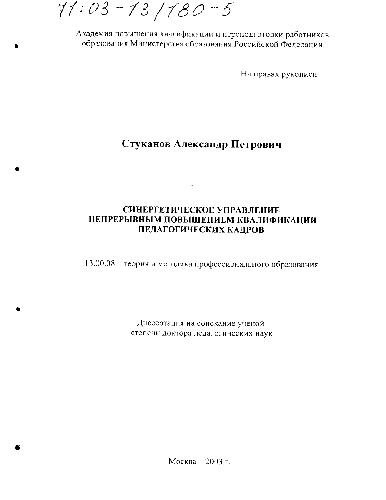 71:03-13/180-5
Академия повышения квалификации и переподготовки работников
образования Министерства образования Российской Федерации
На правах рукописи
Стуканов Александр Петрович
СИНЕРГЕТИЧЕСКОЕ УПРАВЛЕНИЕ
НЕПРЕРЫВНЫМ ПОВЫШЕНИЕМ КВАЛИФИКАЦИИ
ПЕДАГОГИЧЕСКИХ КАДРОВ
13.00.08 – теория и методика профессионального образования
Диссертация на соискание ученой
степени доктора педагогических наук
Москва – 2003 г.